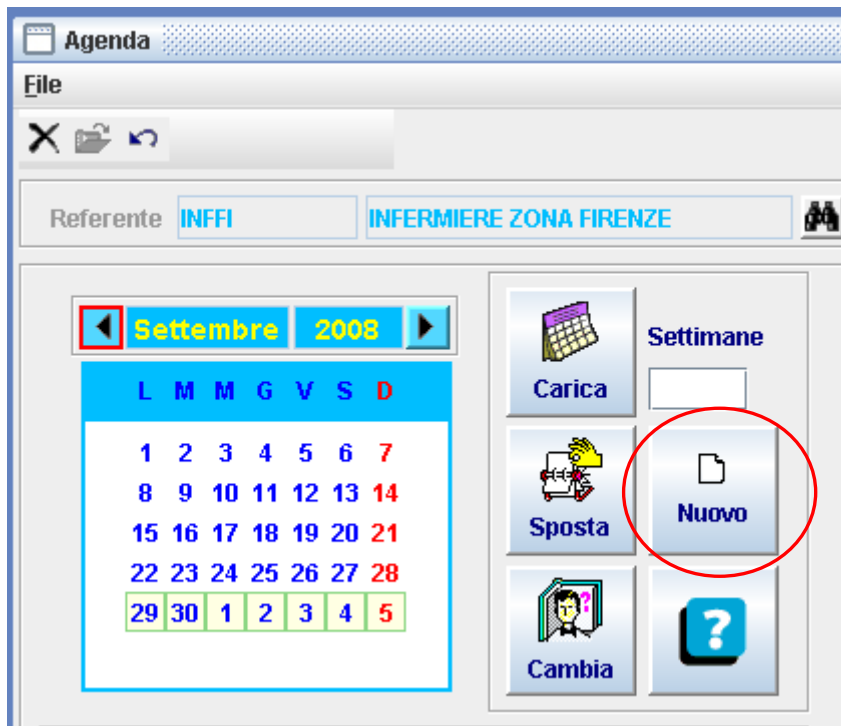 Agenda
File
Referente INFFI INFERMIERE ZONA FIRENZE
Settembre 2008
L M M G V S D
1 2 3 4 5 6 7
8 9 10 11 12 13 14
15 16 17 18 19 20 21
22 23 24 25 26 27 28
29 30 1 2 3 4 5
Carica
Settimane
Sposta
Nuovo
Cambia
?